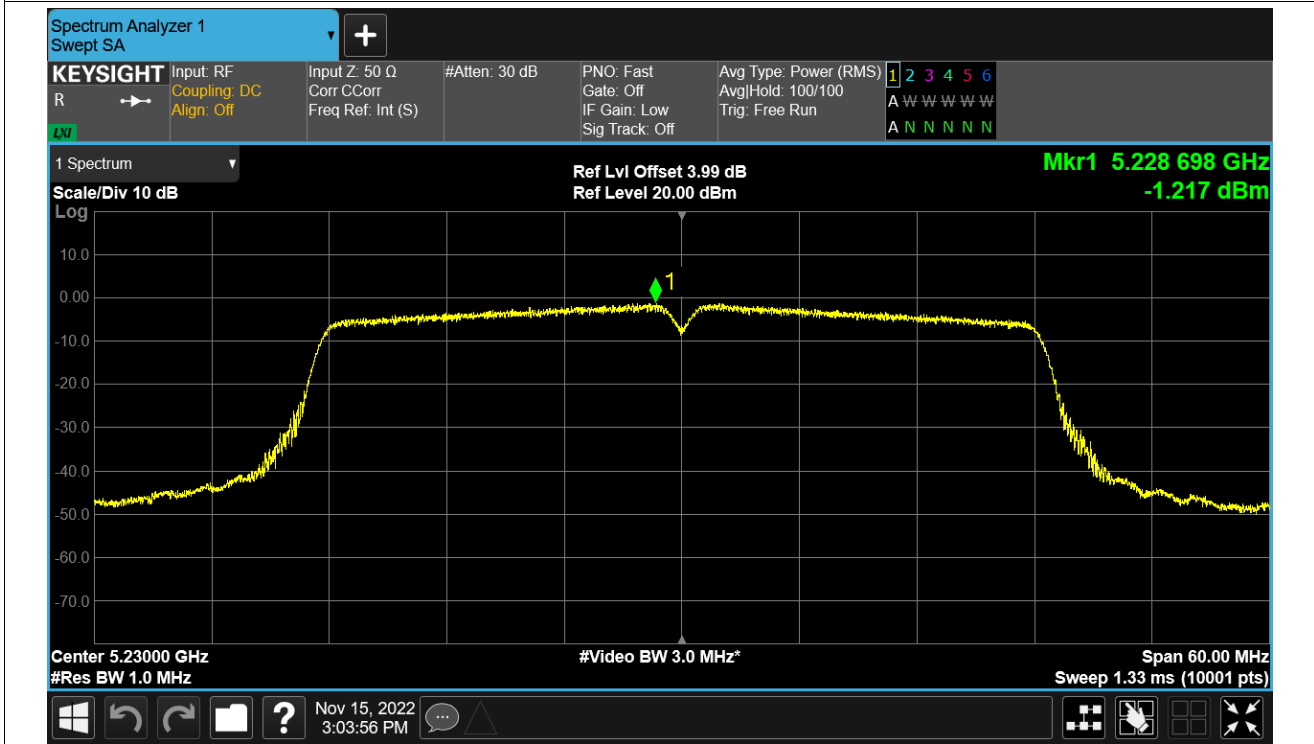 Spectrum Analyzer 1
Swept SA
+
KEYSIGHT
R
LXI
Input: RF
Coupling: DC
Align: Off
Input Z: 50 Ω
Corr CCorr
Freq Ref: Int (S)
#Atten: 30 dB
PNO: Fast
Gate: Off
IF Gain: Low
Sig Track: Off
Avg Type: Power (RMS)
Avg|Hold: 100/100
Trig: Free Run
1 2 3 4 5 6
A W W W W W
A N N N N N
1 Spectrum
Scale/Div 10 dB
Log
Ref Lvl Offset 3.99 dB
Ref Level 20.00 dBm
Mkr1 5.228 698 GHz
-1.217 dBm
10.0
0.00
-10.0
-20.0
-30.0
-40.0
-50.0
-60.0
-70.0
1
Center 5.23000 GHz
#Res BW 1.0 MHz
#Video BW 3.0 MHz*
Span 60.00 MHz
Sweep 1.33 ms (10001 pts)
?
Nov 15, 2022
3:03:56 PM